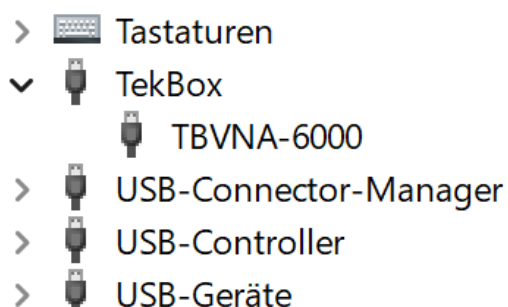 Tastaturen
TekBox
TBVNA-6000
USB-Connector-Manager
USB-Controller
USB-Geräte